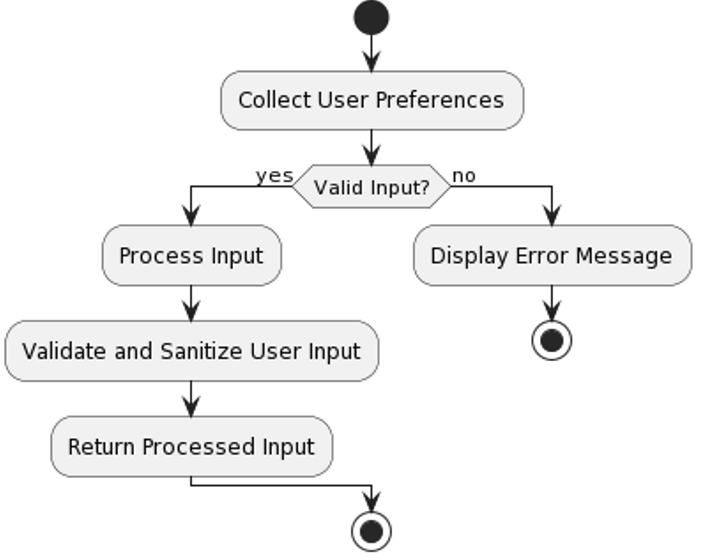 Collect User Preferences
yes
Valid Input?
no
Process Input
Display Error Message
Validate and Sanitize User Input
Return Processed Input